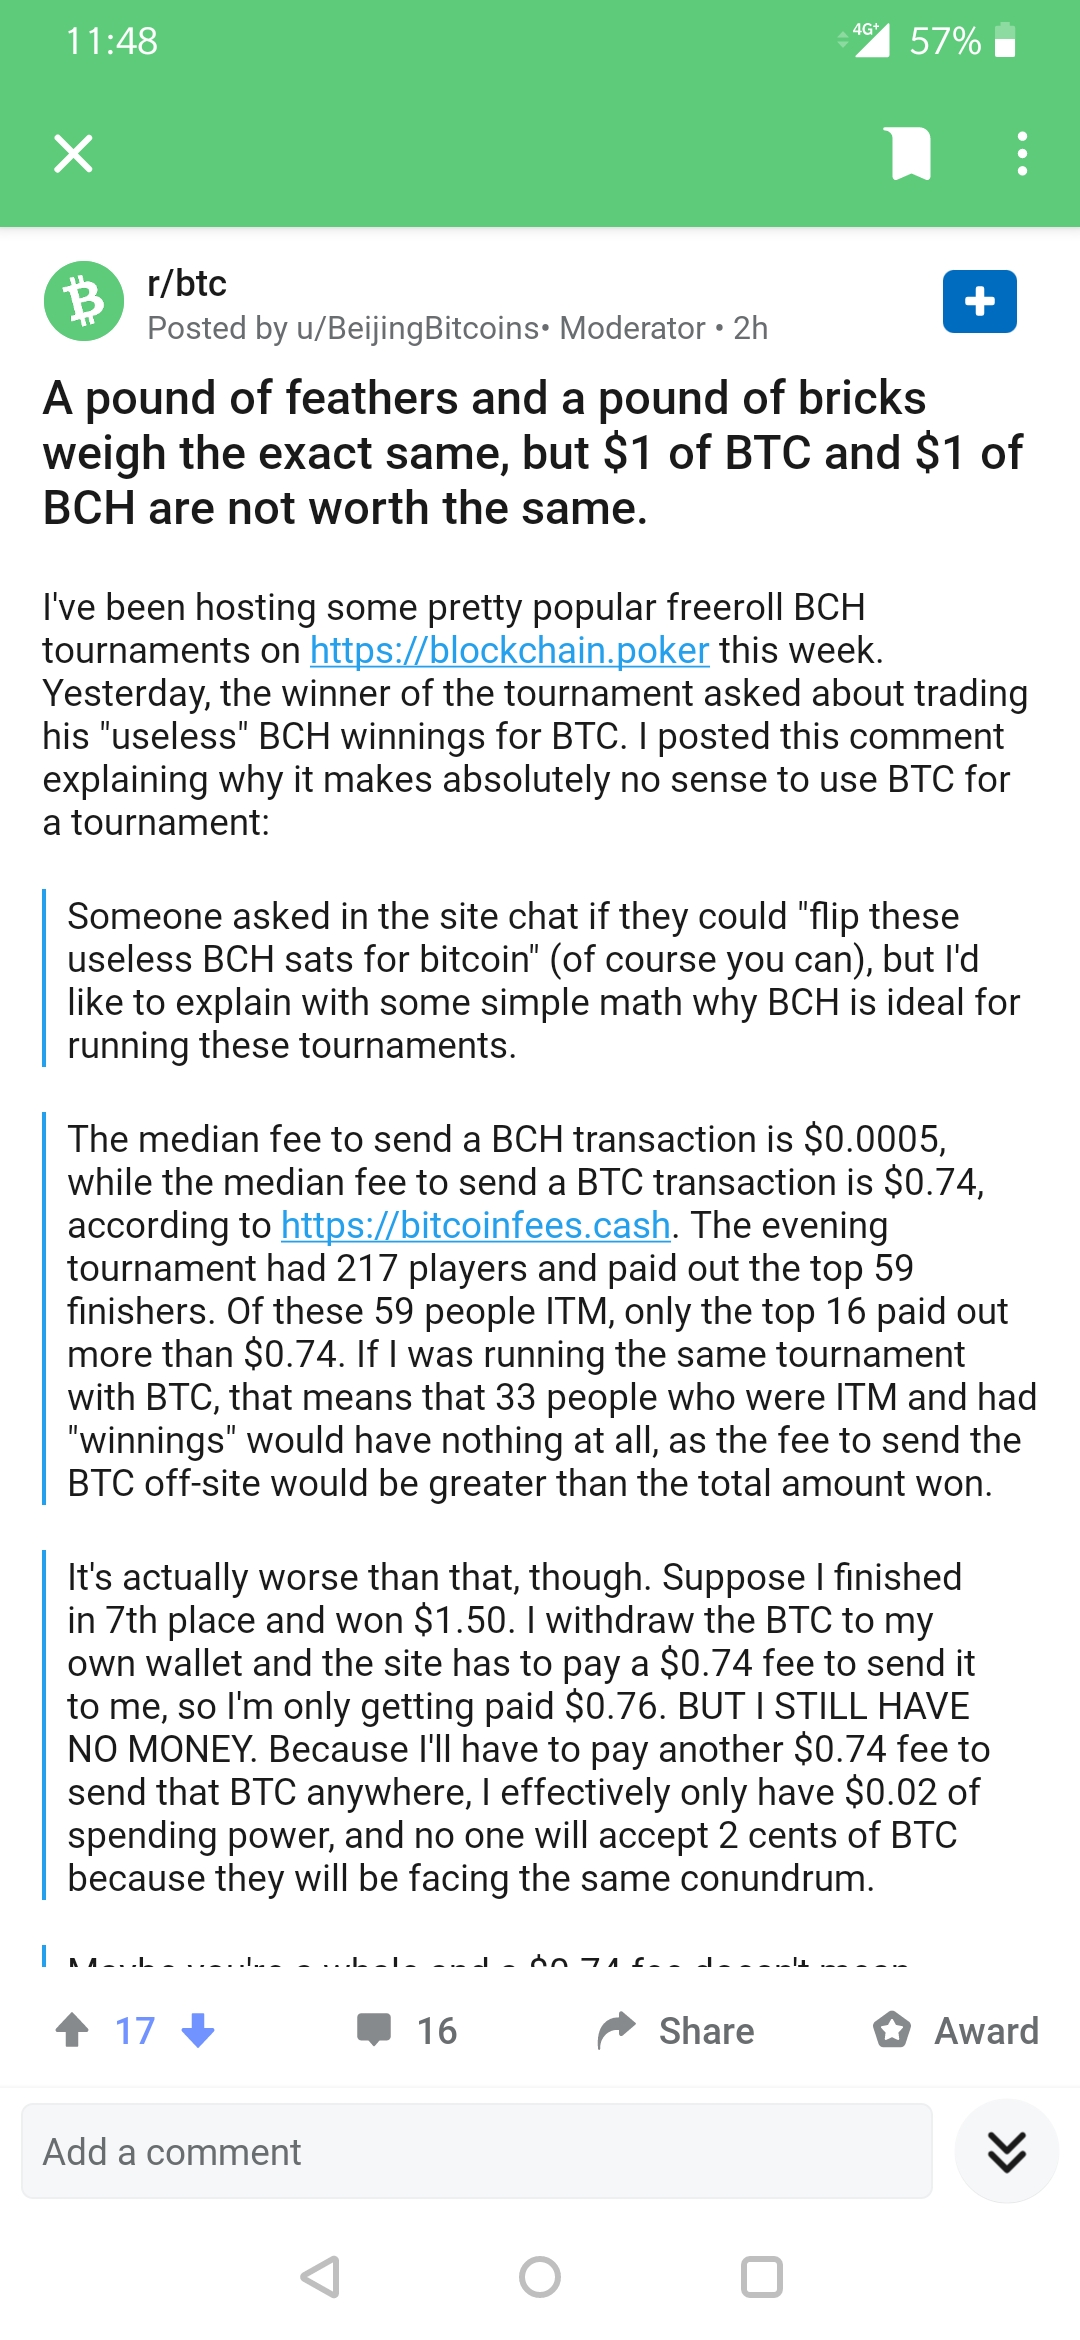 11:48
4G+ 57%
r/btc
Posted by u/BeijingBitcoins• Moderator • 2h
A pound of feathers and a pound of bricks
weigh the exact same, but $1 of BTC and $1 of
BCH are not worth the same.
I've been hosting some pretty popular freeroll BCH
tournaments on https://blockchain.poker this week.
Yesterday, the winner of the tournament asked about trading
his "useless" BCH winnings for BTC. I posted this comment
explaining why it makes absolutely no sense to use BTC for
a tournament:
Someone asked in the site chat if they could "flip these
useless BCH sats for bitcoin" (of course you can), but I'd
like to explain with some simple math why BCH is ideal for
running these tournaments.
The median fee to send a BCH transaction is $0.0005,
while the median fee to send a BTC transaction is $0.74,
according to https://bitcoinfees.cash. The evening
tournament had 217 players and paid out the top 59
finishers. Of these 59 people ITM, only the top 16 paid out
more than $0.74. If I was running the same tournament
with BTC, that means that 33 people who were ITM and had
"winnings" would have nothing at all, as the fee to send the
BTC off-site would be greater than the total amount won.
It's actually worse than that, though. Suppose I finished
in 7th place and won $1.50. I withdraw the BTC to my
own wallet and the site has to pay a $0.74 fee to send it
to me, so I'm only getting paid $0.76. BUT I STILL HAVE
NO MONEY. Because I'll have to pay another $0.74 fee to
send that BTC anywhere, I effectively only have $0.02 of
spending power, and no one will accept 2 cents of BTC
because they will be facing the same conundrum.
Maybe you're a whale and a $0.74 fee doesn't mean
17 16 Share Award
Add a comment